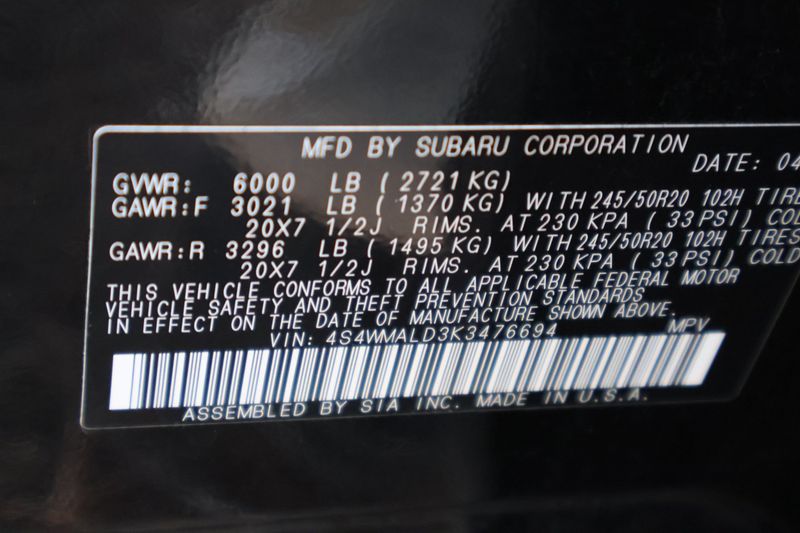 MFD BY SUBARU CORPORATION
DATE: 04
GVWR: 6000 LB ( 2721 KG)
GAWR:F 3021 LB ( 1370 KG) WITH 245/50R20 102H TIRE
20X7 1/2J RIMS. AT 230 KPA ( 33 PSI) COLD
GAWR:R 3296 LB ( 1495 KG) WITH 245/50R20 102H TIRES
20X7 1/2J RIMS. AT 230 KPA ( 33 PSI) COLD
THIS VEHICLE CONFORMS TO ALL APPLICABLE FEDERAL MOTOR
VEHICLE SAFETY AND THEFT PREVENTION STANDARDS
IN EFFECT ON THE DATE OF MANUFACTURE SHOWN ABOVE.
VIN: 4S4WMALD3K3476694 MPV
ASSEMBLED BY SIA INC. MADE IN U.S.A.